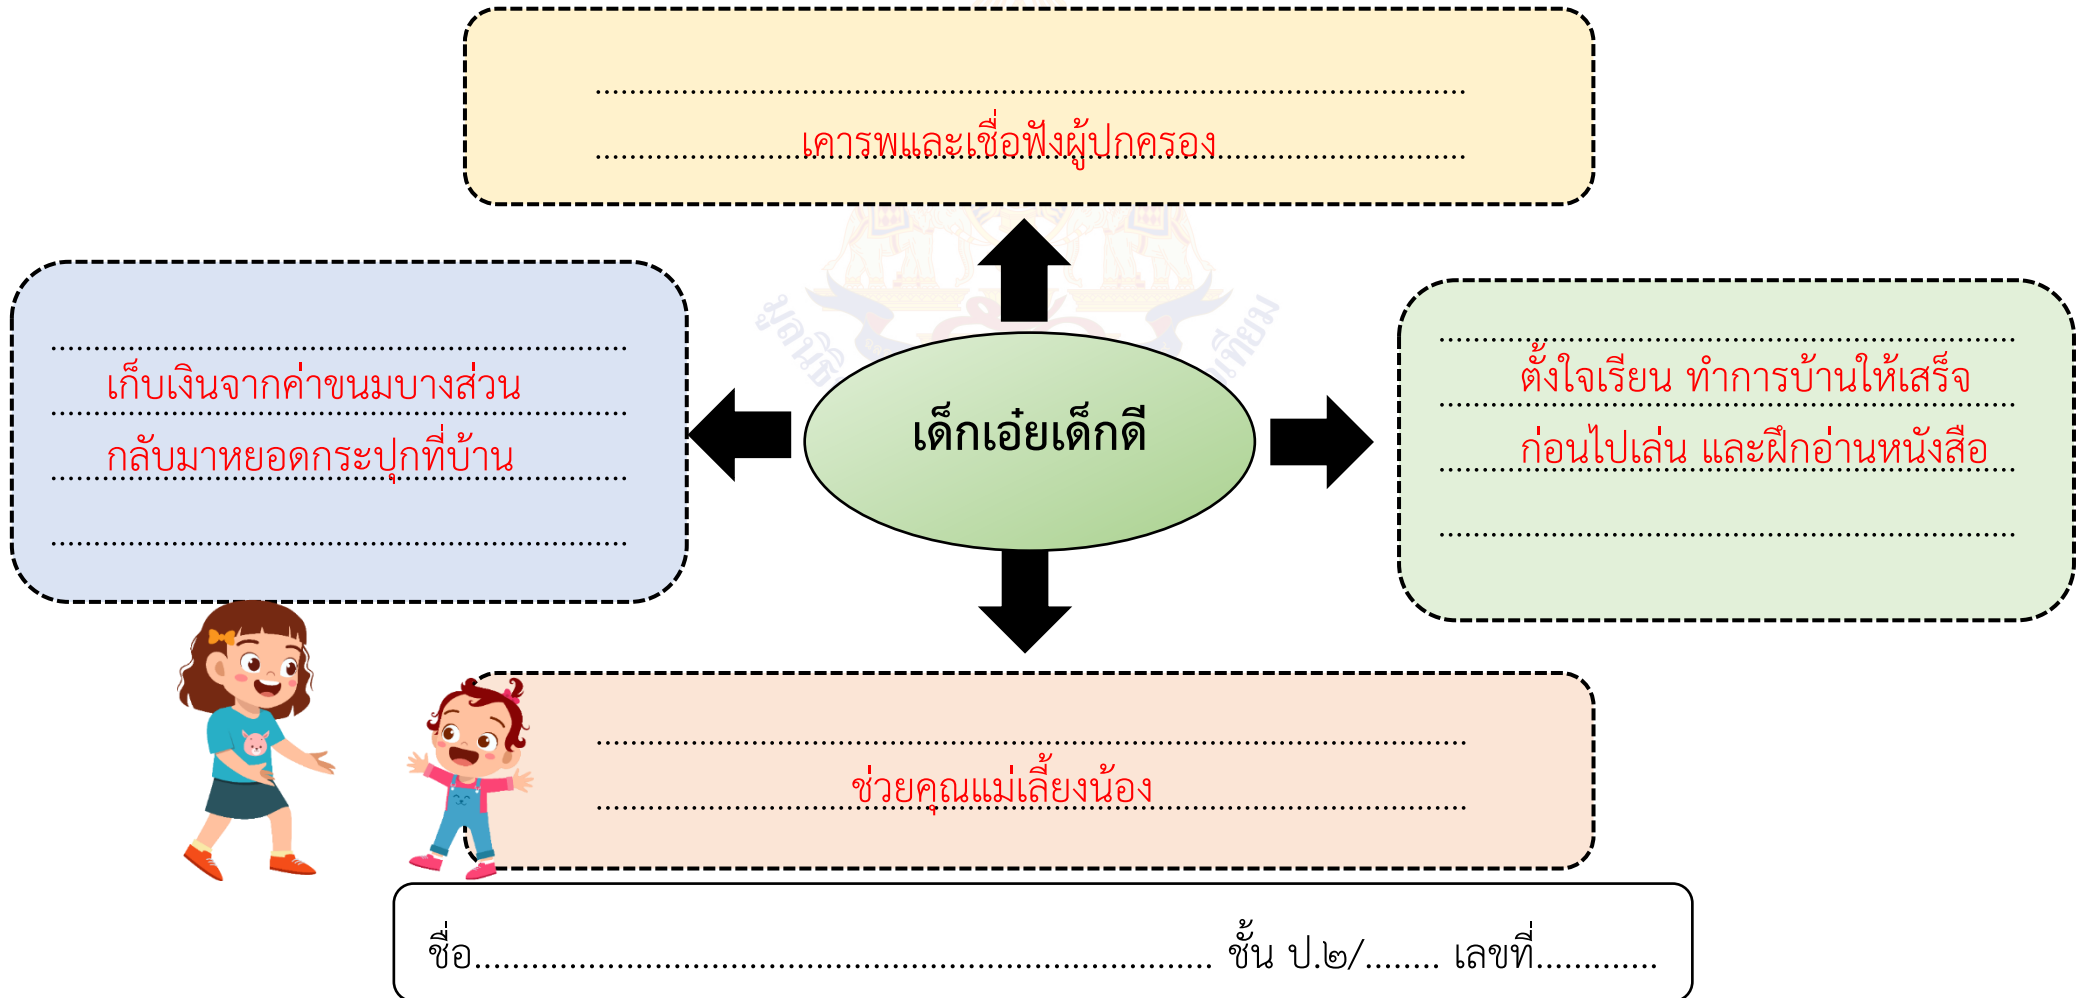 เคารพและเชื่อฟังผู้ปกครอง
มูลนิธิ
เก็บเงินจากค่าขนมบางส่วน
กลับมาหยอดกระปุกที่บ้าน
เด็กเอ๋ยเด็กดี
ตั้งใจเรียน ทำการบ้านให้เสร็จ
ก่อนไปเล่น และฝึกอ่านหนังสือ
ช่วยคุณแม่เลี้ยงน้อง
ชื่อ.............................................................................. ชั้น ป.๒/........ เลขที่.............